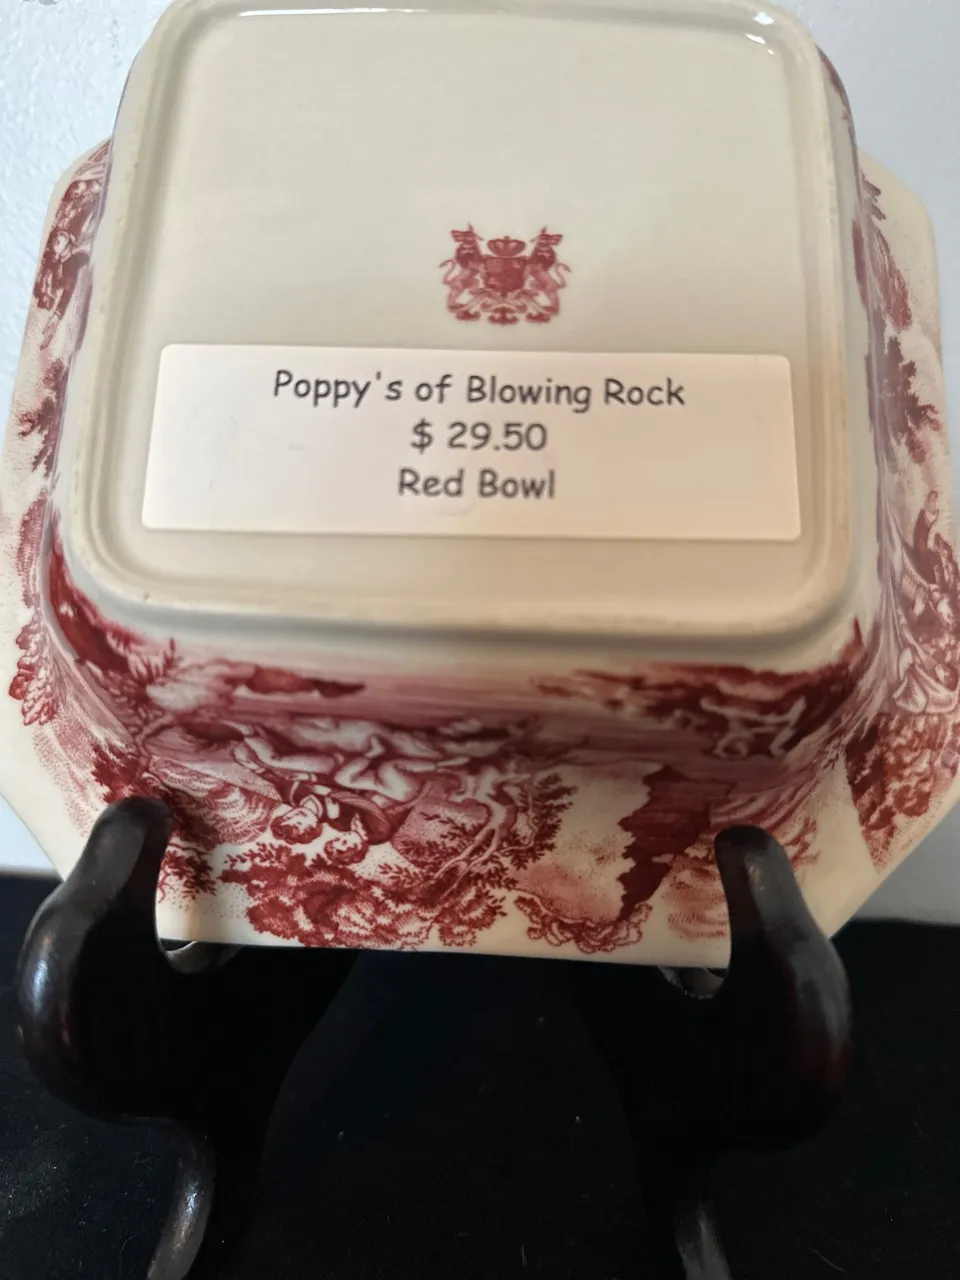 Poppy's of Blowing Rock
$ 29.50
Red Bowl